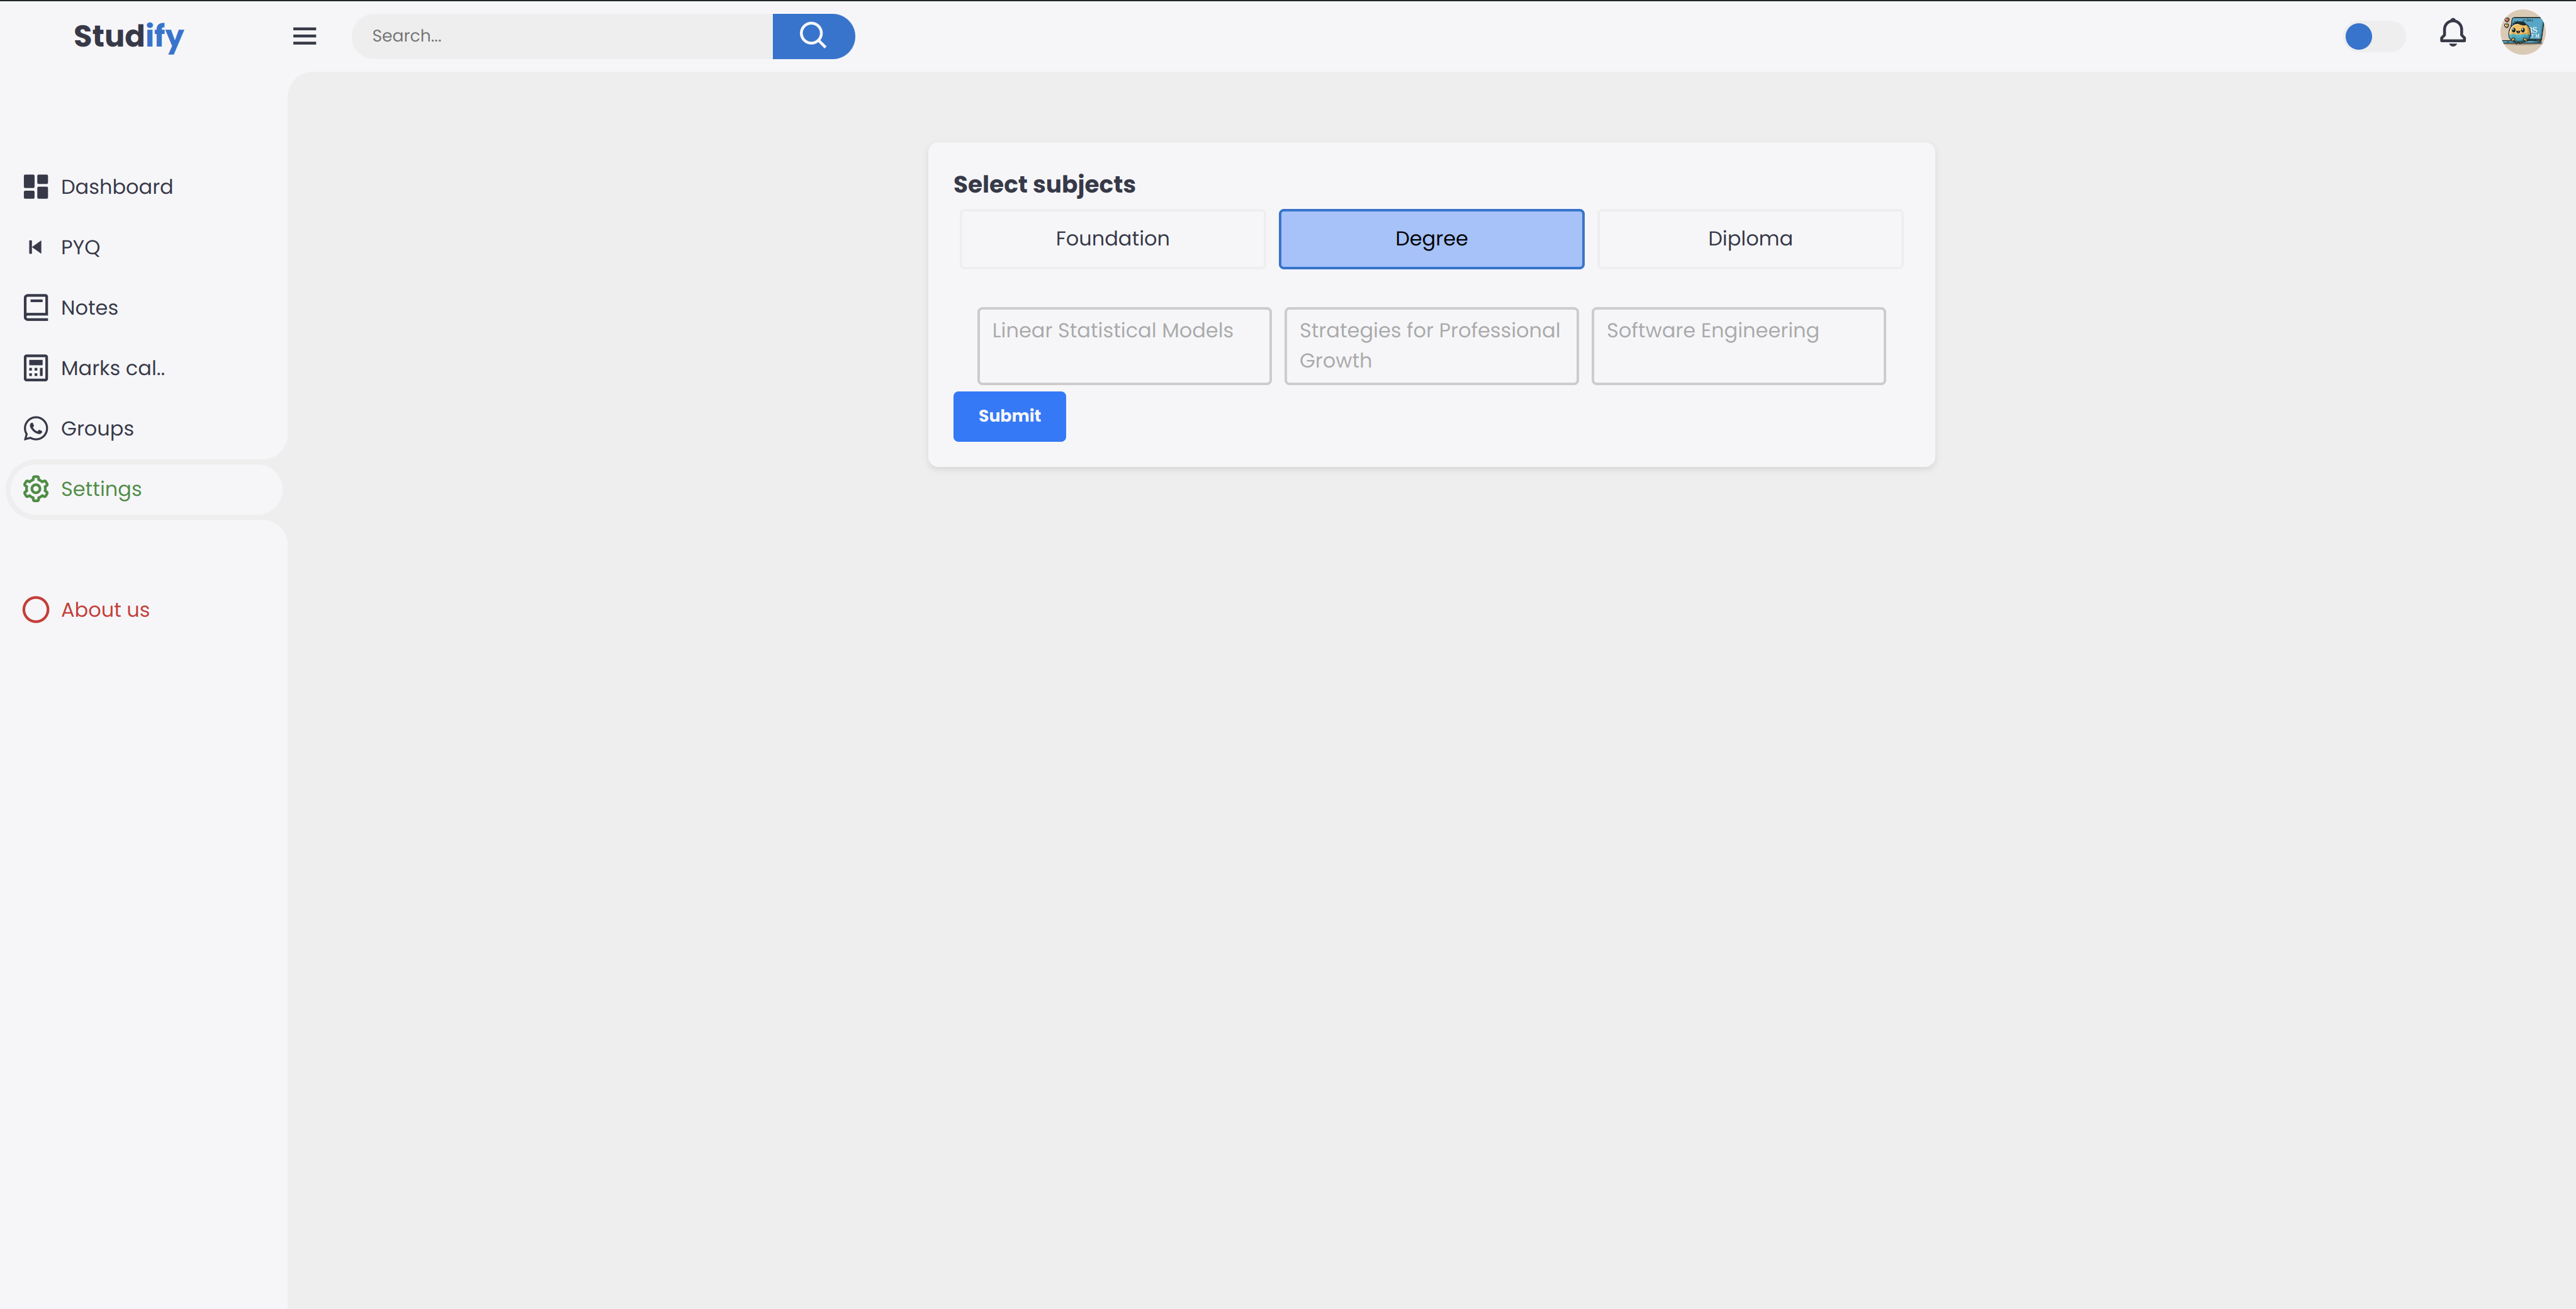 Studify
Search...
Dashboard
PYQ
Notes
Marks cal..
Groups
Settings
About us
Select subjects
Foundation
Degree
Diploma
Linear Statistical Models
Strategies for Professional
Growth
Software Engineering
Submit